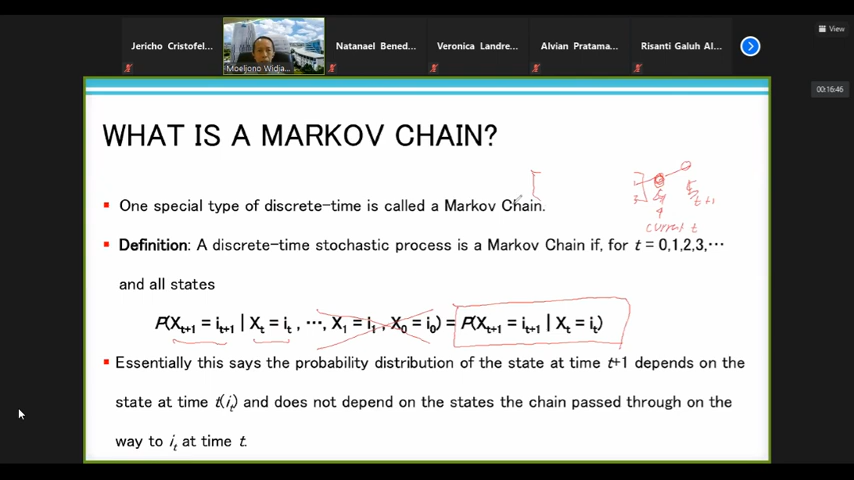 View
Jericho Cristofel...
Moeljono Widja...
Natanael Bened...
Veronica Landre...
Alvian Pratama...
Risanti Galuh Al...
00:16:46
WHAT IS A MARKOV CHAIN?
t+1
current t
▪ One special type of discrete-time is called a Markov Chain.
▪ Definition: A discrete-time stochastic process is a Markov Chain if, for t = 0,1,2,3,⋯
and all states
P(Xt+1 = it+1 | Xt = it , ⋯, X1 = i1 , X0 = i0) = P(Xt+1 = it+1 | Xt = it)
▪ Essentially this says the probability distribution of the state at time t+1 depends on the
state at time t(it) and does not depend on the states the chain passed through on the
way to it at time t.